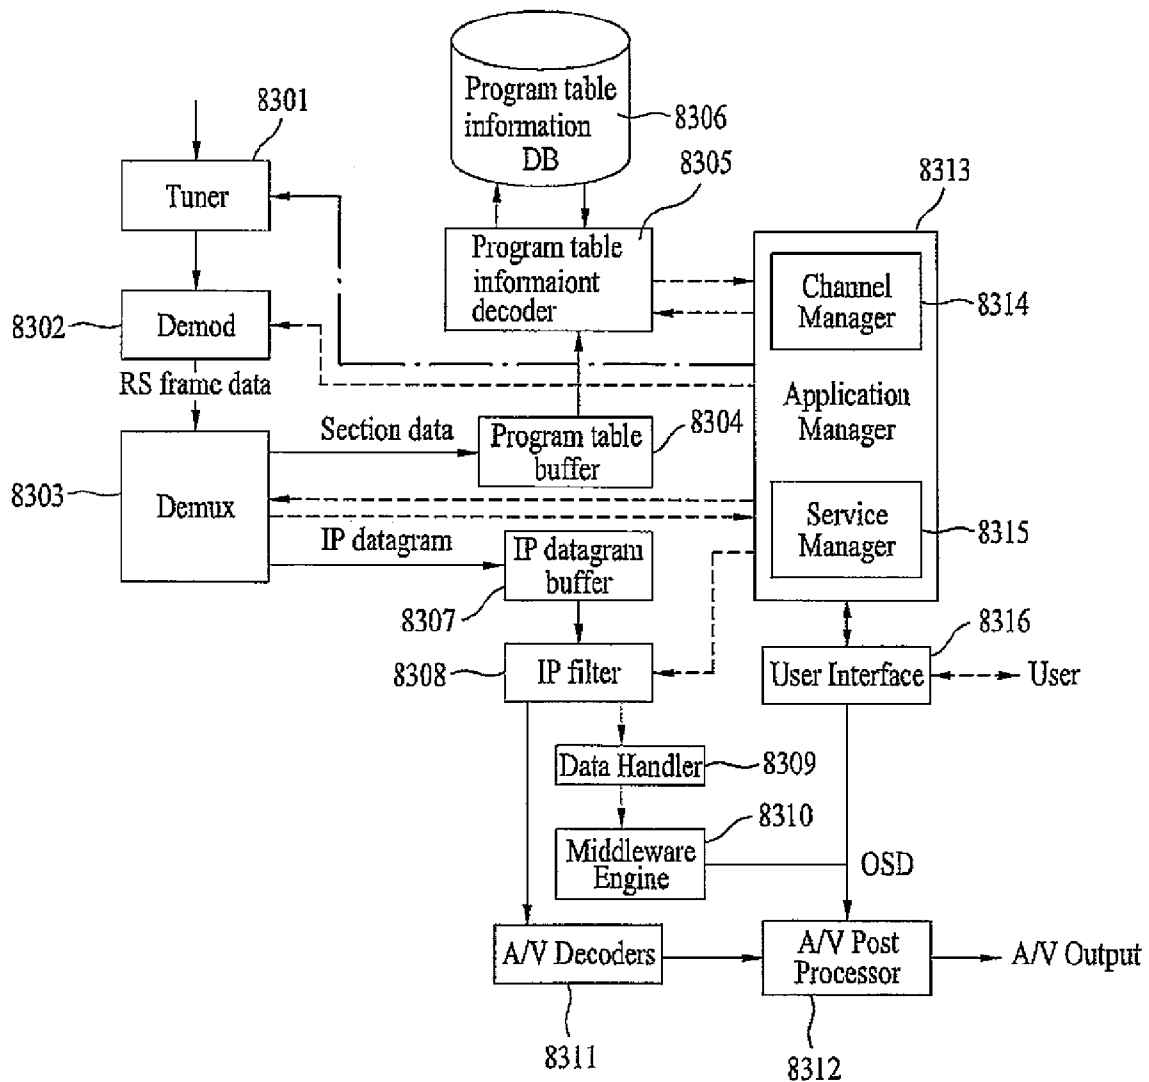 8301
Program table
information
DB
8306
8305
8313
Tuner
Program table
informaiont
decoder
Channel
Manager
8314
8302
Demod
RS frame data
Application
Manager
Section data
Program table
buffer
8304
8303
Demux
Service
Manager
8315
IP datagram
IP datagram
buffer
8307
8316
8308
IP filter
User Interface
User
Data Handler
8309
8310
Middleware
Engine
OSD
A/V Decoders
A/V Post
Processor
A/V Output
8311
8312